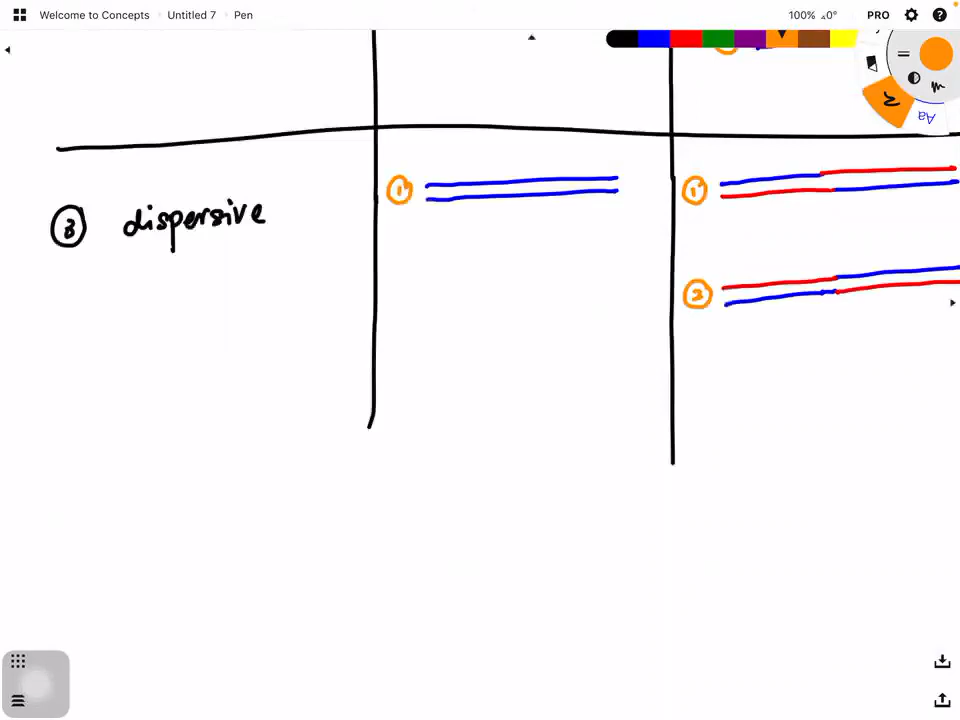 Welcome to Concepts Untitled 7 Pen 100% 0° PRO
Aa
③ dispersive ① ①
②